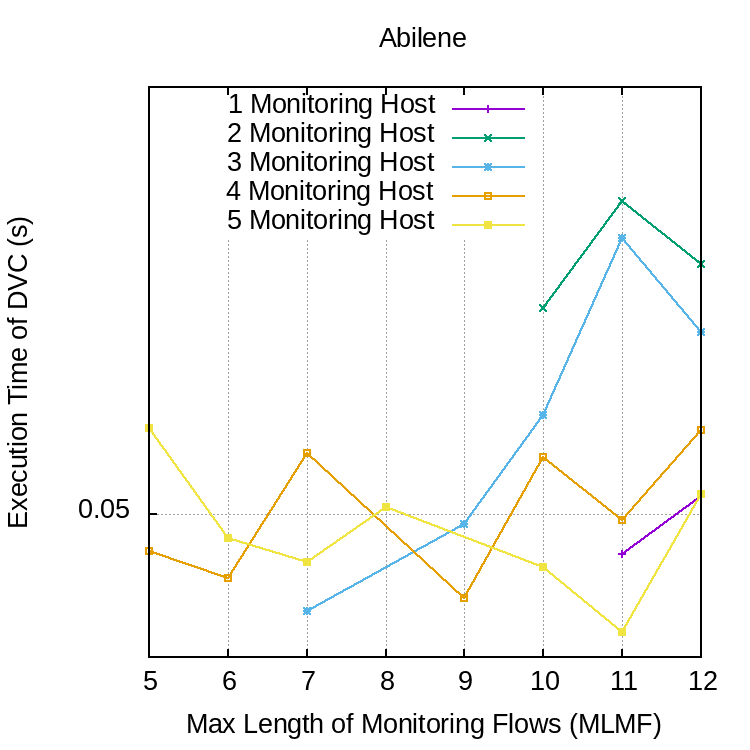 Abilene
1 Monitoring Host
2 Monitoring Host
3 Monitoring Host
4 Monitoring Host
5 Monitoring Host
Execution Time of DVC (s)
0.05
5 6 7 8 9 10 11 12
Max Length of Monitoring Flows (MLMF)